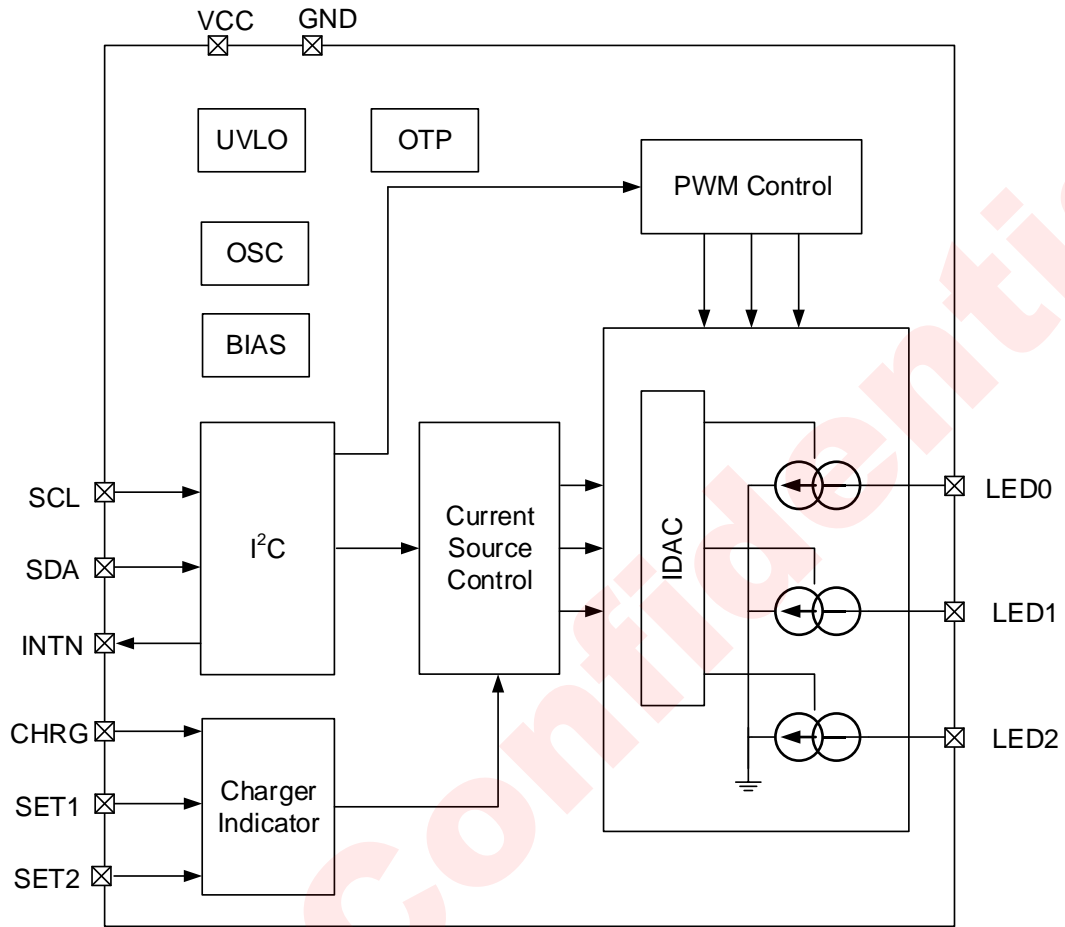 VCC
GND
UVLO
OTP
PWM Control
OSC
BIAS
SCL
SDA
INTN
I²C
Current
Source
Control
IDAC
LED0
LED1
LED2
CHRG
SET1
SET2
Charger
Indicator
Confidenti